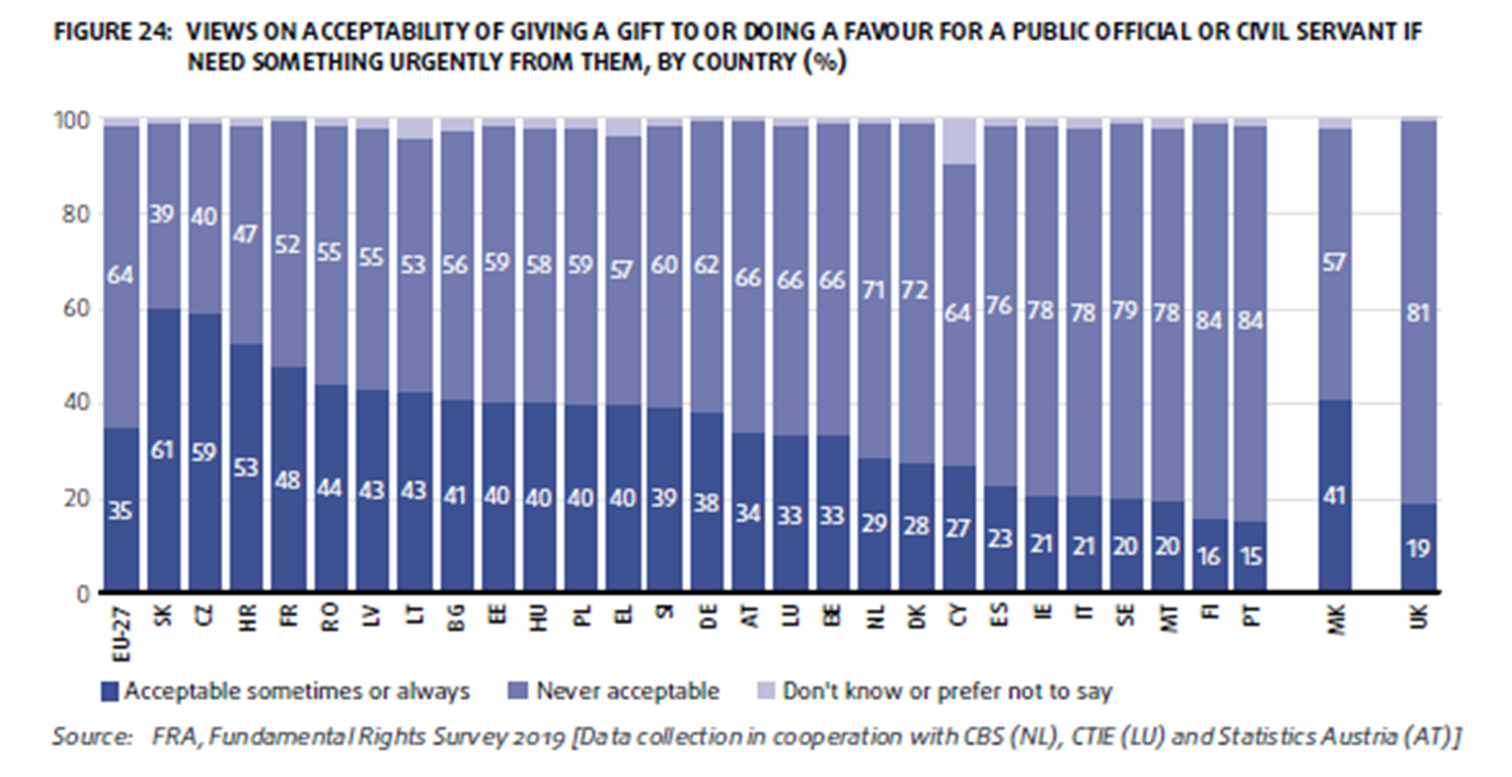 FIGURE 24: VIEWS ON ACCEPTABILITY OF GIVING A GIFT TO OR DOING A FAVOUR FOR A PUBLIC OFFICIAL OR CIVIL SERVANT IF
NEED SOMETHING URGENTLY FROM THEM, BY COUNTRY (%)
100
80
60
40
20
0
64 39 40 47 52 55 55 53 56 59 58 59 57 60 62 66 66 66 71 72 64 76 78 78 79 78 84 84 57 81
35 61 59 53 48 44 43 43 41 40 40 40 40 39 38 34 33 33 29 28 27 23 21 21 20 20 16 15 41 19
EU-27 SK CZ HR FR RO LV LT BG EE HU PL EL SI DE AT LU BE NL DK CY ES IE IT SE MT FI PT MK UK
Acceptable sometimes or always Never acceptable Don't know or prefer not to say
Source: FRA, Fundamental Rights Survey 2019 [Data collection in cooperation with CBS (NL), CTIE (LU) and Statistics Austria (AT)]